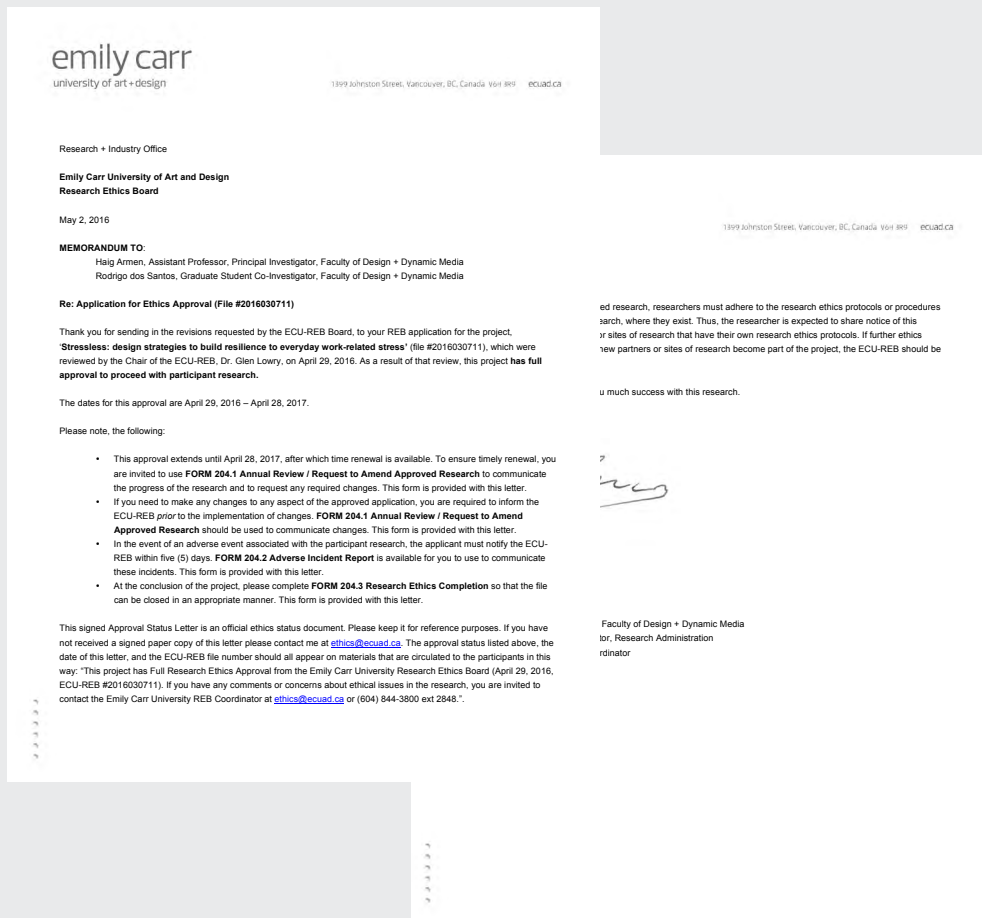 emily carr
university of art+design
1399 Johnston Street, Vancouver, BC, Canada V6H 3R9 ecuad.ca
Research + Industry Office
Emily Carr University of Art and Design
Research Ethics Board
May 2, 2016
MEMORANDUM TO:
Haig Armen, Assistant Professor, Principal Investigator, Faculty of Design + Dynamic Media
Rodrigo dos Santos, Graduate Student Co-Investigator, Faculty of Design + Dynamic Media
Re: Application for Ethics Approval (File #2016030711)
Thank you for sending in the revisions requested by the ECU-REB Board, to your REB application for the project,
'Stressless: design strategies to build resilience to everyday work-related stress' (file #2016030711), which were
reviewed by the Chair of the ECU-REB, Dr. Glen Lowry, on April 29, 2016. As a result of that review, this project has full
approval to proceed with participant research.
The dates for this approval are April 29, 2016 – April 28, 2017.
Please note, the following:
• This approval extends until April 28, 2017, after which time renewal is available. To ensure timely renewal, you
are invited to use FORM 204.1 Annual Review / Request to Amend Approved Research to communicate
the progress of the research and to request any required changes. This form is provided with this letter.
• If you need to make any changes to any aspect of the approved application, you are required to inform the
ECU-REB prior to the implementation of changes. FORM 204.1 Annual Review / Request to Amend
Approved Research should be used to communicate changes. This form is provided with this letter.
• In the event of an adverse event associated with the participant research, the applicant must notify the ECU-
REB within five (5) days. FORM 204.2 Adverse Incident Report is available for you to use to communicate
these incidents. This form is provided with this letter.
• At the conclusion of the project, please complete FORM 204.3 Research Ethics Completion so that the file
can be closed in an appropriate manner. This form is provided with this letter.
This signed Approval Status Letter is an official ethics status document. Please keep it for reference purposes. If you have
not received a signed paper copy of this letter please contact me at ethics@ecuad.ca. The approval status listed above, the
date of this letter, and the ECU-REB file number should all appear on materials that are circulated to the participants in this
way: "This project has Full Research Ethics Approval from the Emily Carr University Research Ethics Board (April 29, 2016,
ECU-REB #2016030711). If you have any comments or concerns about ethical issues in the research, you are invited to
contact the Emily Carr University REB Coordinator at ethics@ecuad.ca or (604) 844-3800 ext 2848.".
1399 Johnston Street, Vancouver, BC, Canada V6H 3R9 ecuad.ca
ed research, researchers must adhere to the research ethics protocols or procedures
earch, where they exist. Thus, the researcher is expected to share notice of this
or sites of research that have their own research ethics protocols. If further ethics
new partners or sites of research become part of the project, the ECU-REB should be
u much success with this research.
Faculty of Design + Dynamic Media
tor, Research Administration
rdinator